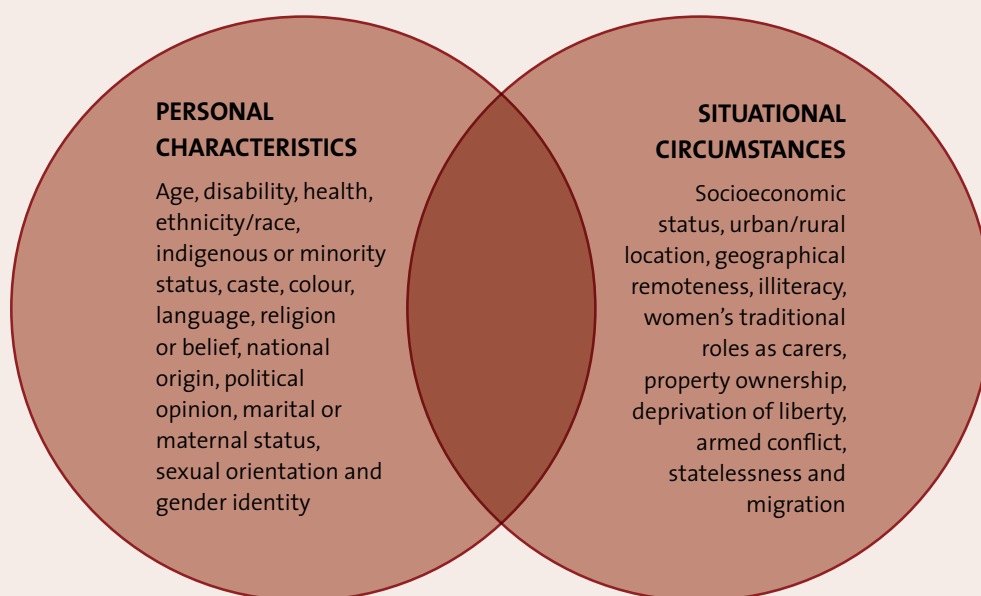 PERSONAL
CHARACTERISTICS
Age, disability, health,
ethnicity/race,
indigenous or minority
status, caste, colour,
language, religion
or belief, national
origin, political
opinion, marital or
maternal status,
sexual orientation and
gender identity
SITUATIONAL
CIRCUMSTANCES
Socioeconomic
status, urban/rural
location, geographical
remoteness, illiteracy,
women’s traditional
roles as carers,
property ownership,
deprivation of liberty,
armed conflict,
statelessness and
migration